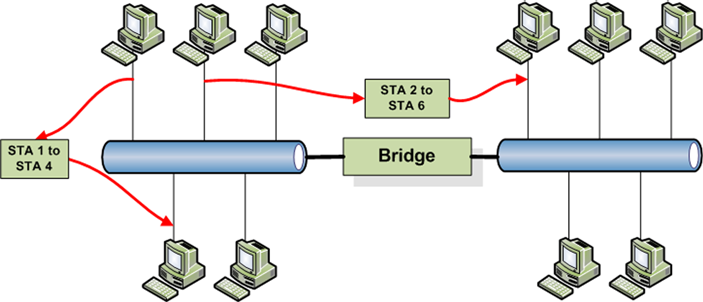 STA 2 to
STA 6
STA 1 to
STA 4
Bridge